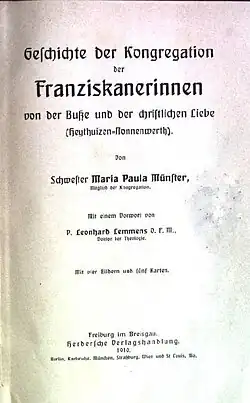 Geschichte der Kongregation
der
Franziskanerinnen
von der Buße und der christlichen Liebe
(Heythuizen-Nonnenwerth).
Von
Schwester Maria Paula Münster,
Mitglied der Kongregation.
Mit einem Vorwort von
P. Leonhard Lemmens O. F. M.,
Doktor der Theologie.
Mit vier Bildern und fünf Karten.
Freiburg im Breisgau.
Herdersche Verlagshandlung.
1910.
Berlin, Karlsruhe, München, Straßburg, Wien und St Louis, Mo.